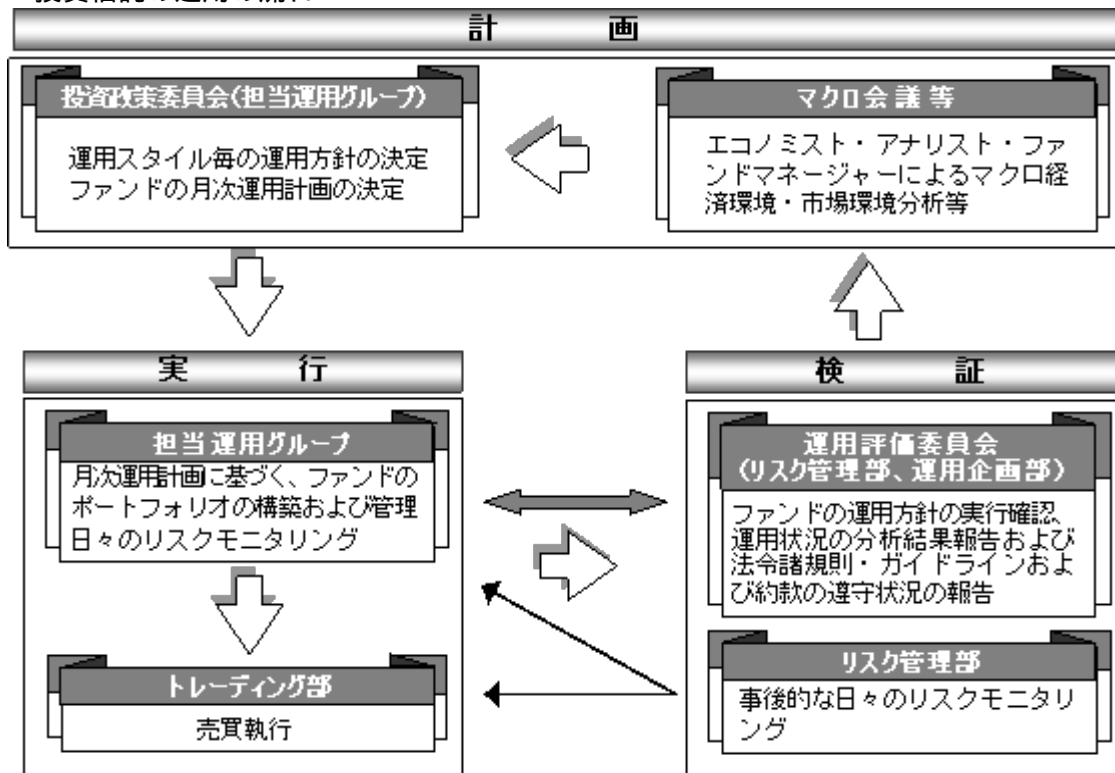 計 画
投資政策委員会(担当運用グループ)
運用スタイル毎の運用方針の決定
ファンドの月次運用計画の決定
マクロ会議等
エコノミスト・アナリスト・ファ
ンドマネージャーによるマクロ経
済環境・市場環境分析等
実 行
担当運用グループ
月次運用計画に基づく、ファンドの
ポートフォリオの構築および管理
日々のリスクモニタリング
トレーディング部
売買執行
検 証
運用評価委員会
(リスク管理部、運用企画部)
ファンドの運用方針の実行確認、
運用状況の分析結果報告および
法令諸規則・ガイドラインおよ
び約款の遵守状況の報告
リスク管理部
事後的な日々のリスクモニタリ
ング